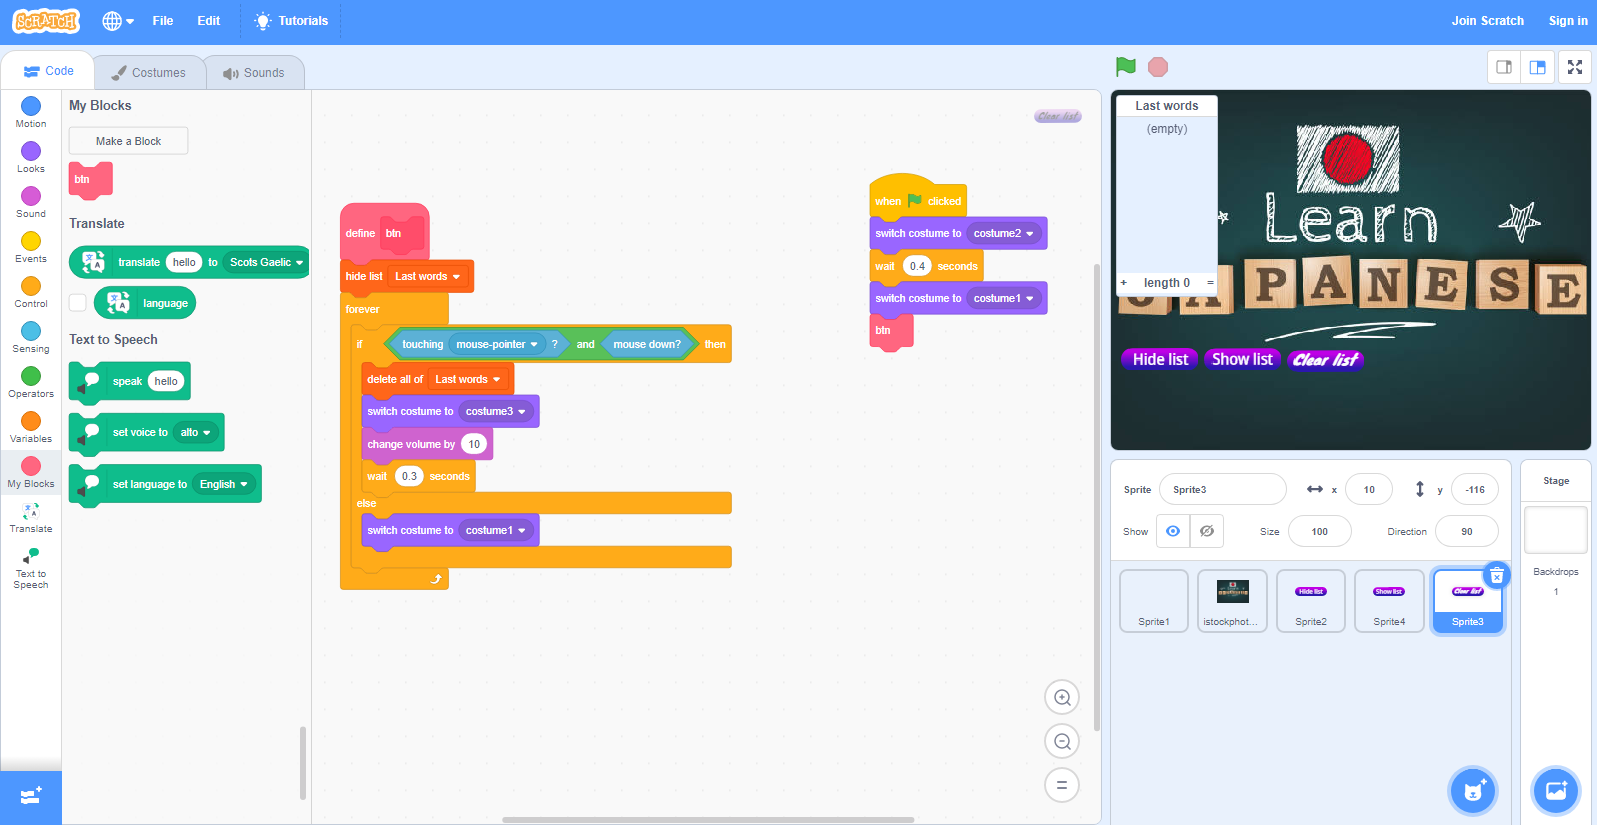 SCRATCH
File
Edit
Tutorials
Join Scratch
Sign in
Code
Costumes
Sounds
Motion
Looks
Sound
Events
Control
Sensing
Operators
Variables
My Blocks
Translate
Text to
Speech
My Blocks
Make a Block
btn
Translate
translate hello to Scots Gaelic
language
Text to Speech
speak hello
set voice to alto
set language to English
Clear list
define btn
hide list Last words
forever
if touching mouse-pointer ? and mouse down? then
delete all of Last words
switch costume to costume3
change volume by 10
wait 0.3 seconds
else
switch costume to costume1
when clicked
switch costume to costume2
wait 0.4 seconds
switch costume to costume1
btn
Last words
(empty)
+ length 0 =
Learn
JAPANESE
Hide list
Show list
Clear list
Sprite Sprite3 x 10 y -116
Show Size 100 Direction 90
Sprite1
istockphot...
Hide list
Sprite2
Show list
Sprite4
Clear list
Sprite3
Stage
Backdrops
1